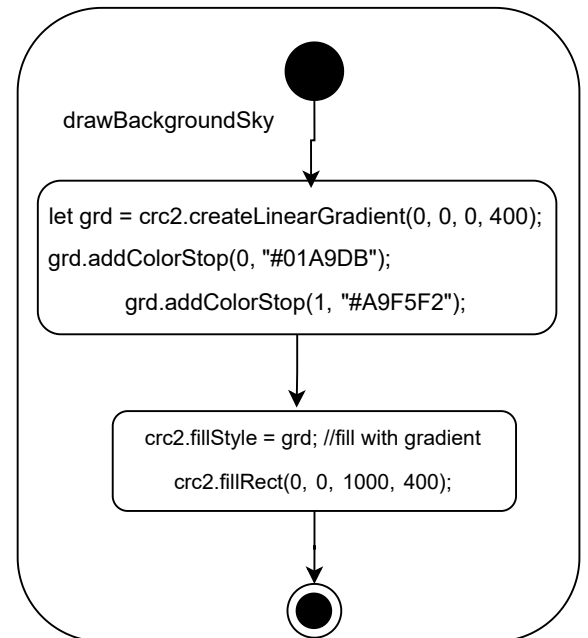 drawBackgroundSky
let grd = crc2.createLinearGradient(0, 0, 0, 400);
grd.addColorStop(0, "#01A9DB");
grd.addColorStop(1, "#A9F5F2");
crc2.fillStyle = grd; //fill with gradient
crc2.fillRect(0, 0, 1000, 400);